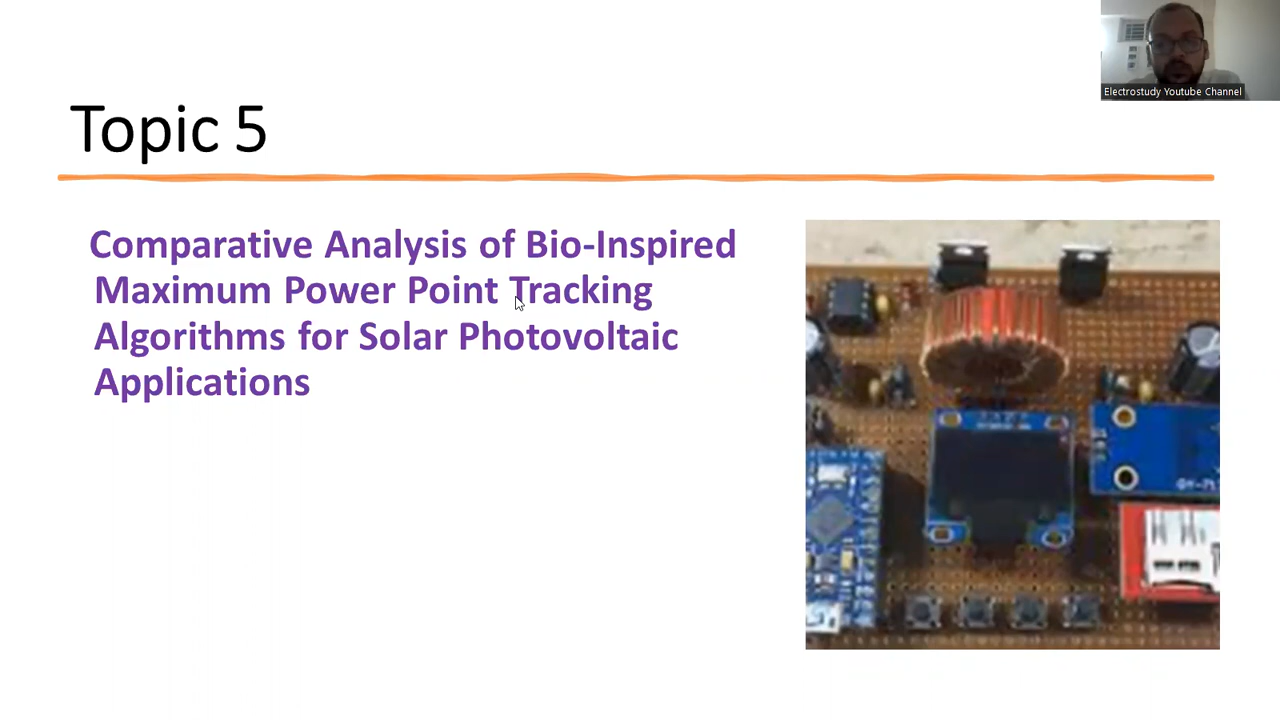 Electrostudy Youtube Channel
Topic 5
Comparative Analysis of Bio-Inspired
Maximum Power Point Tracking
Algorithms for Solar Photovoltaic
Applications